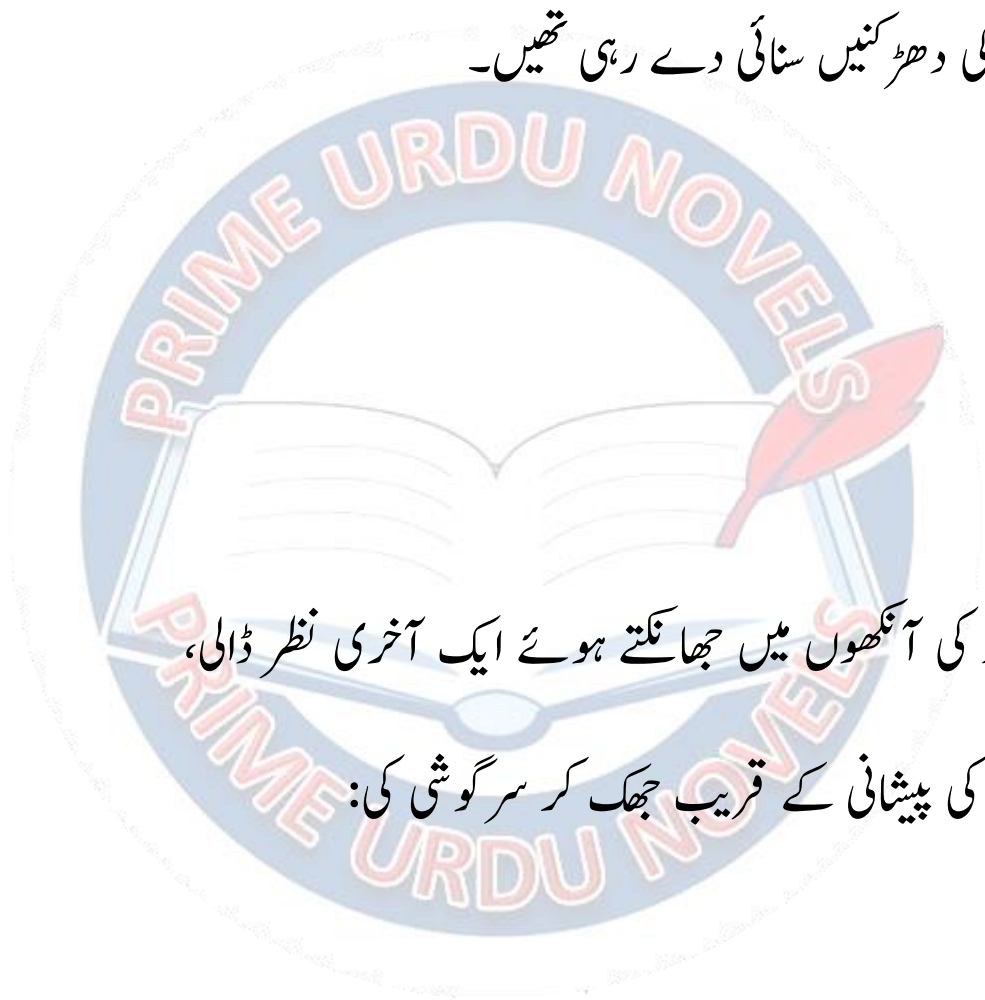 دھڑکنیں سنائی دے رہی تھیں۔
PRIME URDU NOVELS
کی آنکھوں میں جھانکتے ہوئے ایک آخری نظر ڈالی،
کی پیشانی کے قریب جھک کر سرگوشی کی:
PRIME URDU NOVELS